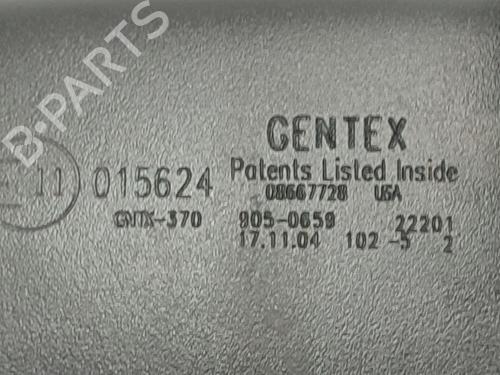 B-PARTS
GENTEX
Patents Listed Inside
11 015624
08667728 USA
GNTX-370 905-0659 22201
17.11.04 102 -5 2